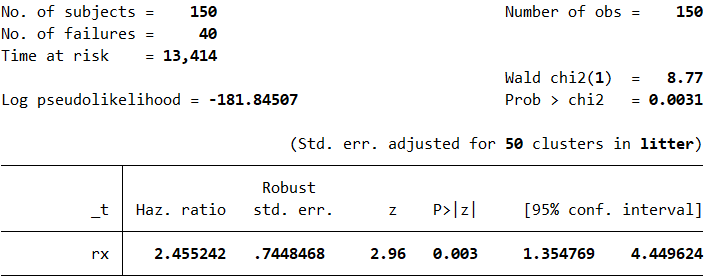 No. of subjects = 150 Number of obs = 150
No. of failures = 40
Time at risk = 13,414
Wald chi2(1) = 8.77
Log pseudolikelihood = -181.84507 Prob > chi2 = 0.0031
(Std. err. adjusted for 50 clusters in litter)
Robust
_t Haz. ratio std. err. z P>|z| [95% conf. interval]
rx 2.455242 .7448468 2.96 0.003 1.354769 4.449624